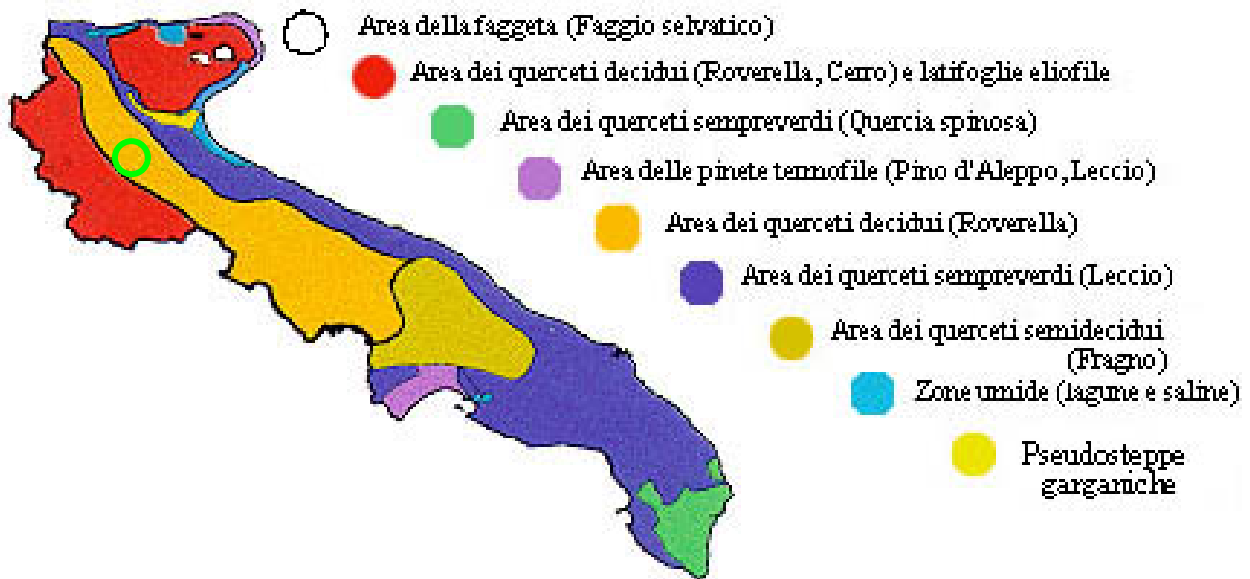 Area della faggeta (Faggio selvatico)
Area dei querceti decidui (Roverella, Cerro) e latifoglie eliofile
Area dei querceti sempreverdi (Quercia spinosa)
Area delle pinete termofile (Pino d'Aleppo, Leccio)
Area dei querceti decidui (Roverella)
Area dei querceti sempreverdi (Leccio)
Area dei querceti semidecidui
(Fragno)
Zone umide (lagune e saline)
Pseudosteppe
garganiche